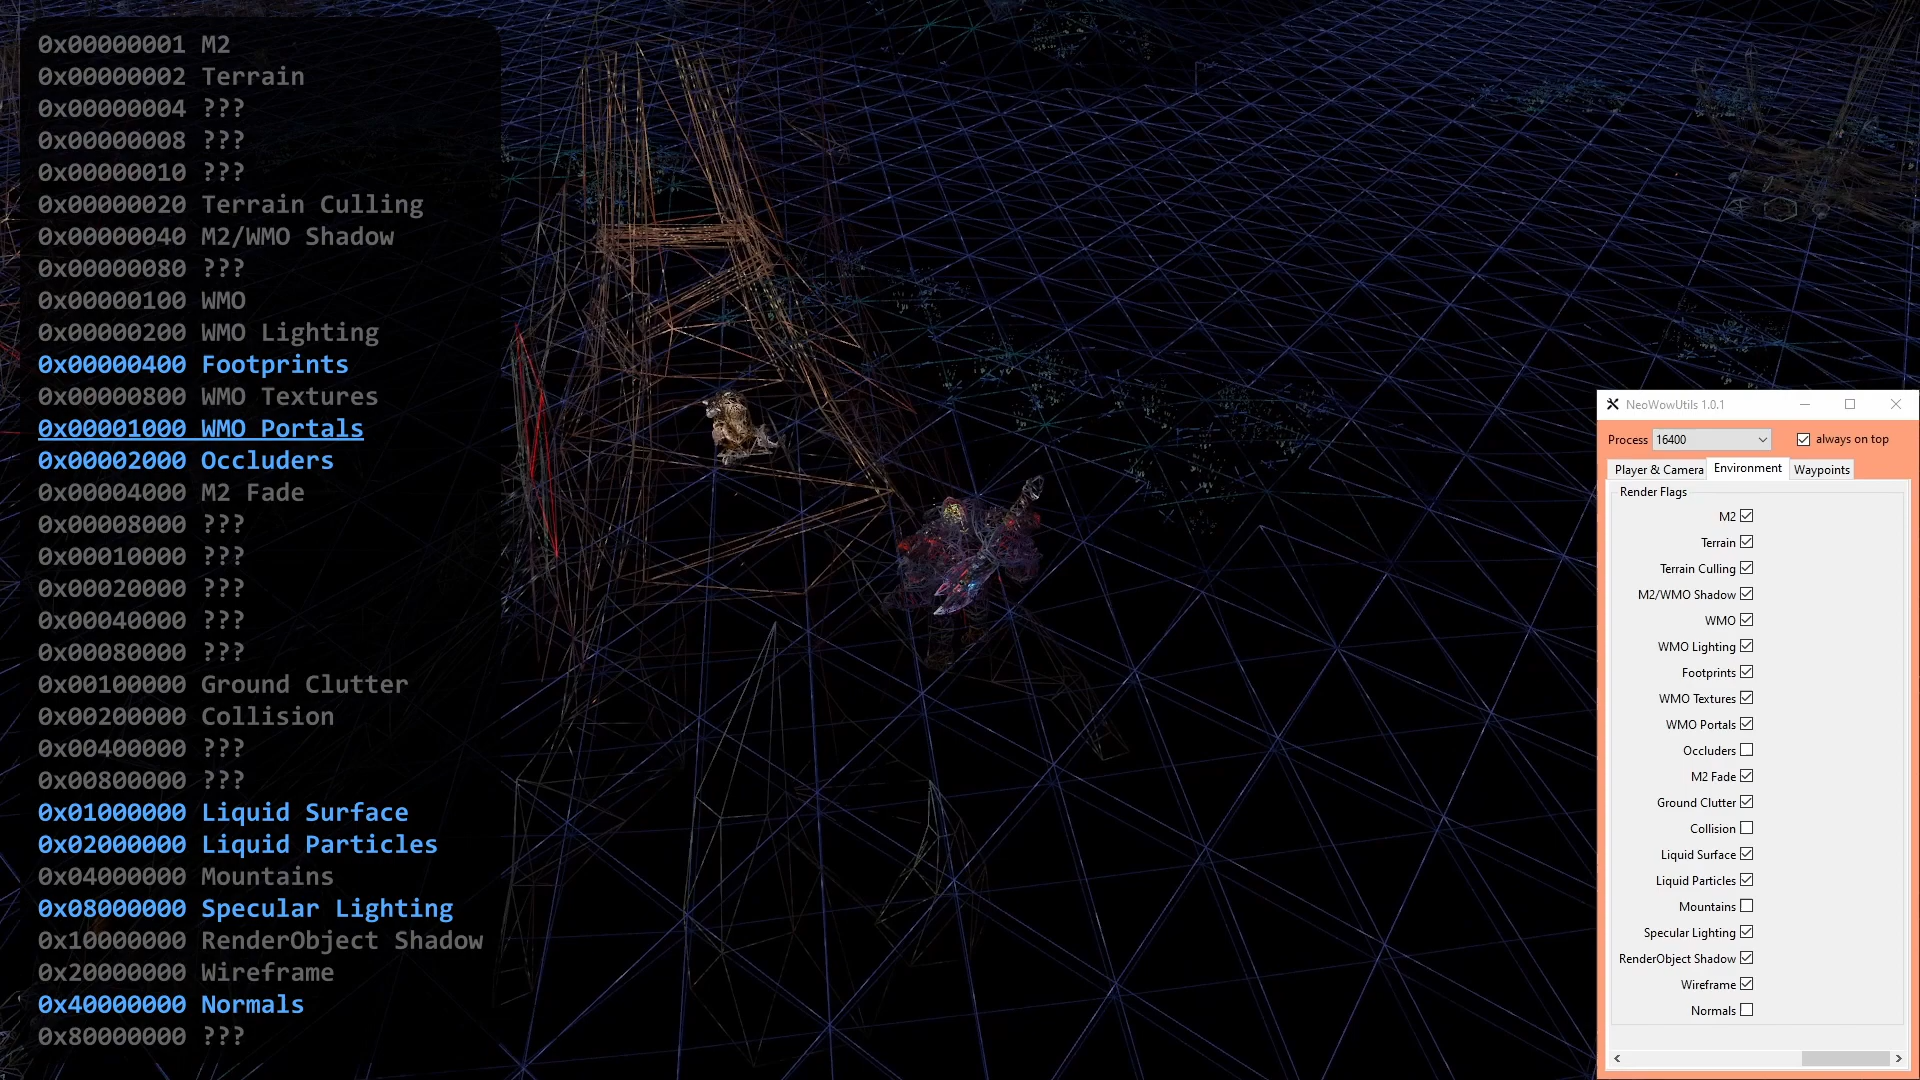 0x00000001 M2
0x00000002 Terrain
0x00000004 ???
0x00000008 ???
0x00000010 ???
0x00000020 Terrain Culling
0x00000040 M2/WMO Shadow
0x00000080 ???
0x00000100 WMO
0x00000200 WMO Lighting
0x00000400 Footprints
0x00000800 WMO Textures
0x00001000 WMO Portals
0x00002000 Occluders
0x00004000 M2 Fade
0x00008000 ???
0x00010000 ???
0x00020000 ???
0x00040000 ???
0x00080000 ???
0x00100000 Ground Clutter
0x00200000 Collision
0x00400000 ???
0x00800000 ???
0x01000000 Liquid Surface
0x02000000 Liquid Particles
0x04000000 Mountains
0x08000000 Specular Lighting
0x10000000 RenderObject Shadow
0x20000000 Wireframe
0x40000000 Normals
0x80000000 ???
NeoWowUtils 1.0.1
Process 16400 always on top
Player & Camera Environment Waypoints
Render Flags
M2
Terrain
Terrain Culling
M2/WMO Shadow
WMO
WMO Lighting
Footprints
WMO Textures
WMO Portals
Occluders
M2 Fade
Ground Clutter
Collision
Liquid Surface
Liquid Particles
Mountains
Specular Lighting
RenderObject Shadow
Wireframe
Normals